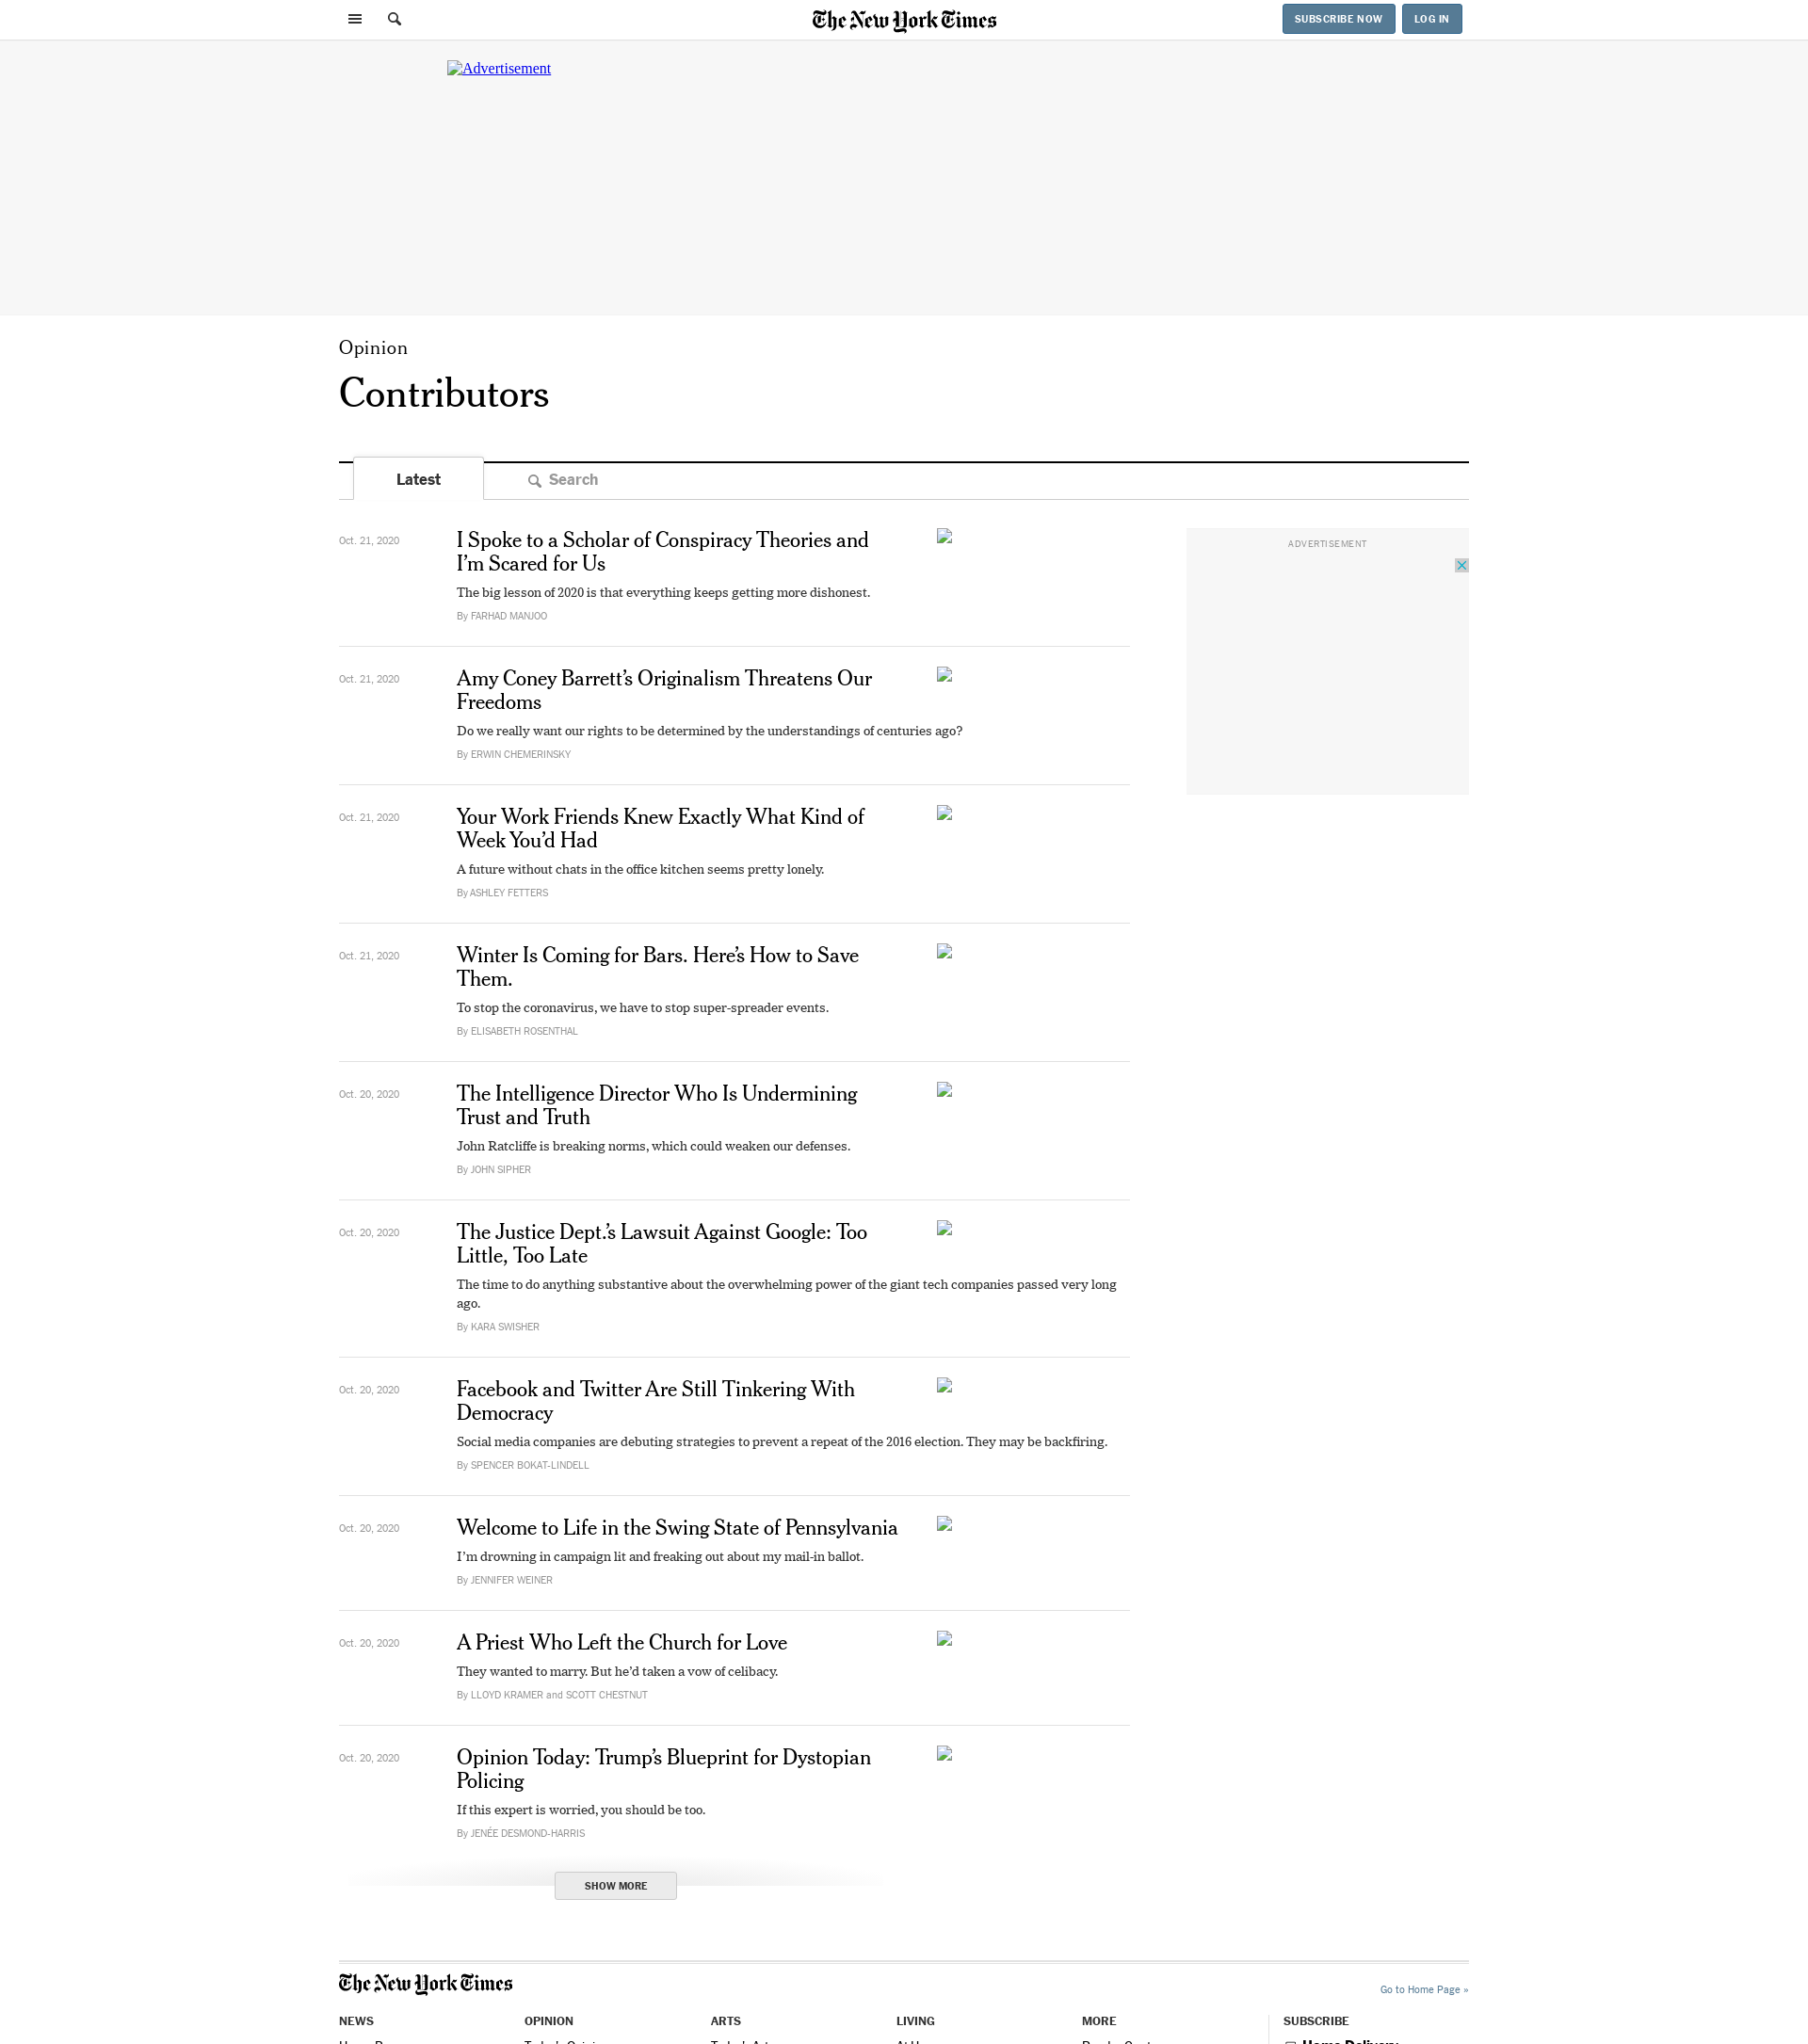 The New York Times
SUBSCRIBE NOW
LOG IN
Advertisement
Opinion
Contributors
Latest
Search
Oct. 21, 2020
I Spoke to a Scholar of Conspiracy Theories and
I’m Scared for Us
The big lesson of 2020 is that everything keeps getting more dishonest.
By FARHAD MANJOO
ADVERTISEMENT
Oct. 21, 2020
Amy Coney Barrett’s Originalism Threatens Our
Freedoms
Do we really want our rights to be determined by the understandings of centuries ago?
By ERWIN CHEMERINSKY
Oct. 21, 2020
Your Work Friends Knew Exactly What Kind of
Week You’d Had
A future without chats in the office kitchen seems pretty lonely.
By ASHLEY FETTERS
Oct. 21, 2020
Winter Is Coming for Bars. Here’s How to Save
Them.
To stop the coronavirus, we have to stop super-spreader events.
By ELISABETH ROSENTHAL
Oct. 20, 2020
The Intelligence Director Who Is Undermining
Trust and Truth
John Ratcliffe is breaking norms, which could weaken our defenses.
By JOHN SIPHER
Oct. 20, 2020
The Justice Dept.’s Lawsuit Against Google: Too
Little, Too Late
The time to do anything substantive about the overwhelming power of the giant tech companies passed very long
ago.
By KARA SWISHER
Oct. 20, 2020
Facebook and Twitter Are Still Tinkering With
Democracy
Social media companies are debuting strategies to prevent a repeat of the 2016 election. They may be backfiring.
By SPENCER BOKAT-LINDELL
Oct. 20, 2020
Welcome to Life in the Swing State of Pennsylvania
I’m drowning in campaign lit and freaking out about my mail-in ballot.
By JENNIFER WEINER
Oct. 20, 2020
A Priest Who Left the Church for Love
They wanted to marry. But he’d taken a vow of celibacy.
By LLOYD KRAMER and SCOTT CHESTNUT
Oct. 20, 2020
Opinion Today: Trump’s Blueprint for Dystopian
Policing
If this expert is worried, you should be too.
By JENÉE DESMOND-HARRIS
SHOW MORE
The New York Times
Go to Home Page »
NEWS
OPINION
ARTS
LIVING
MORE
SUBSCRIBE
Home Delivery